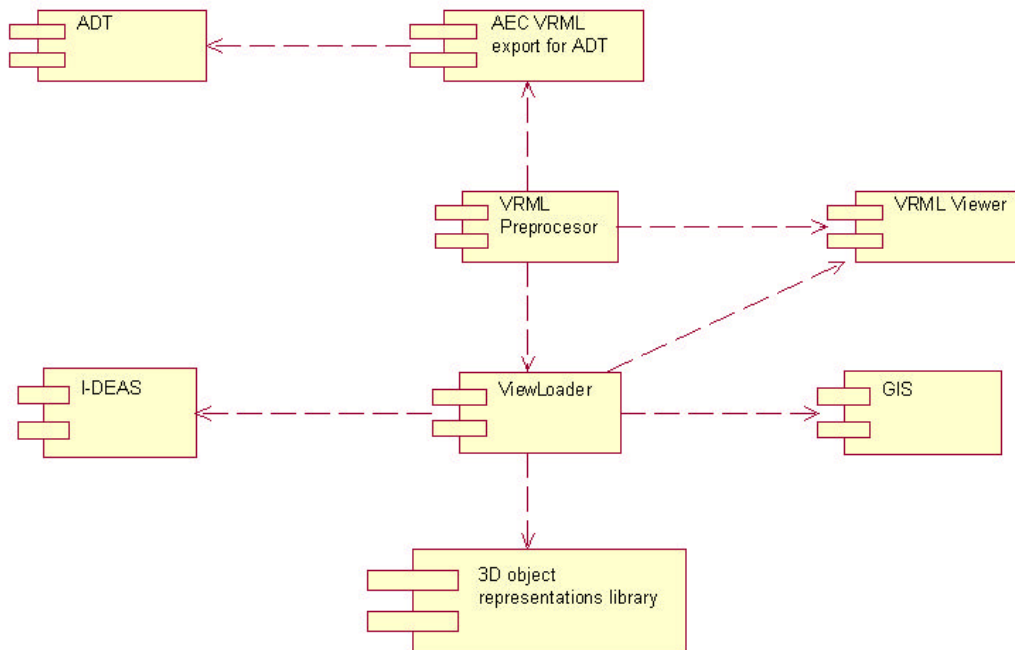 ADT
AEC VRML
export for ADT
VRML
Preprocesor
VRML Viewer
I-DEAS
ViewLoader
GIS
3D object
representations library